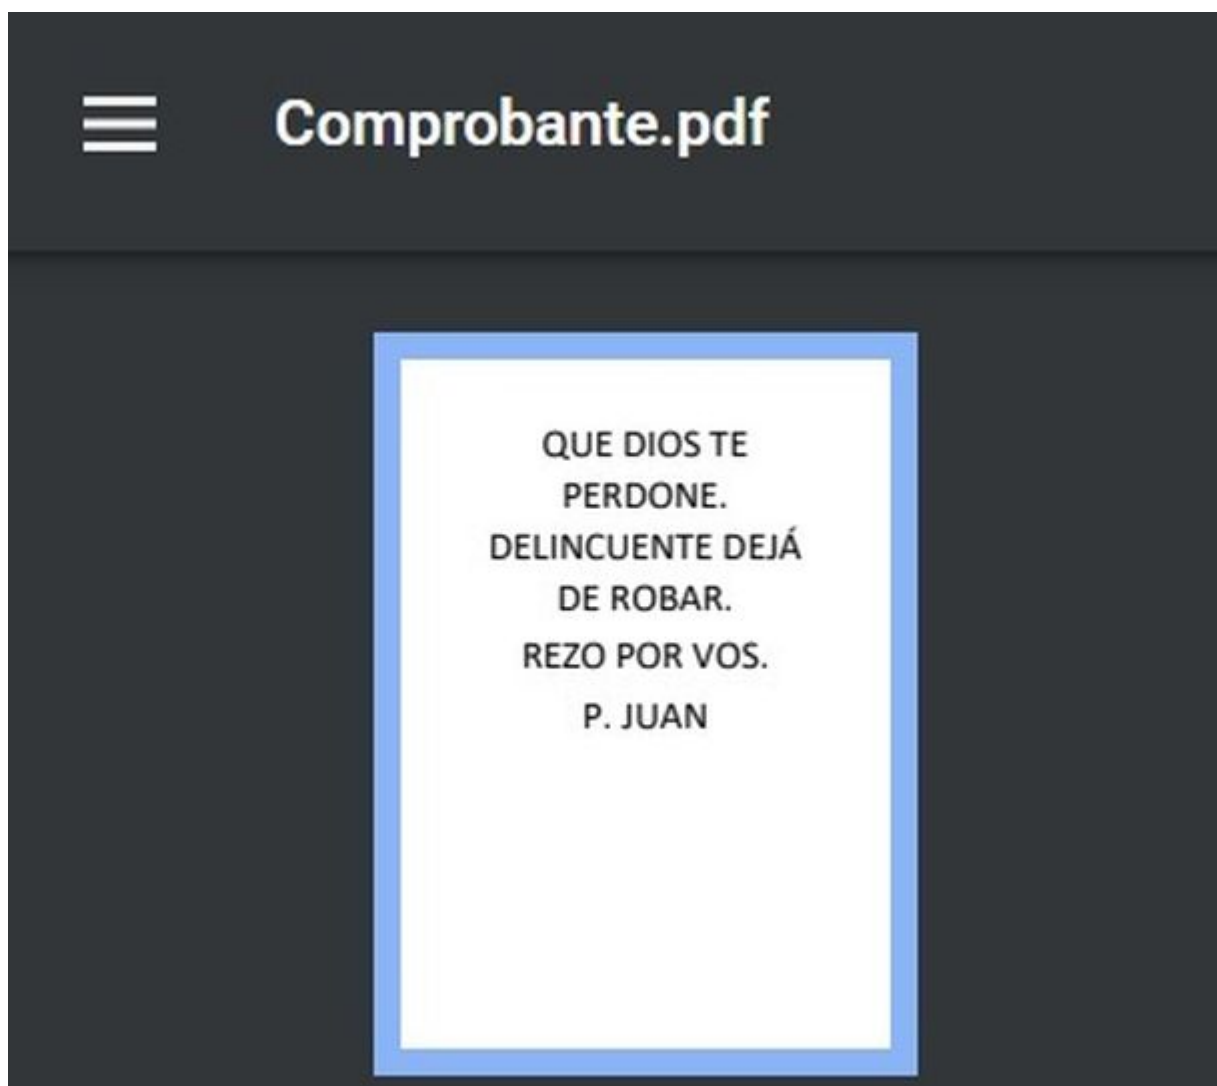 Comprobante.pdf
QUE DIOS TE
PERDONE.
DELINCUENTE DEJÁ
DE ROBAR.
REZO POR VOS.
P. JUAN